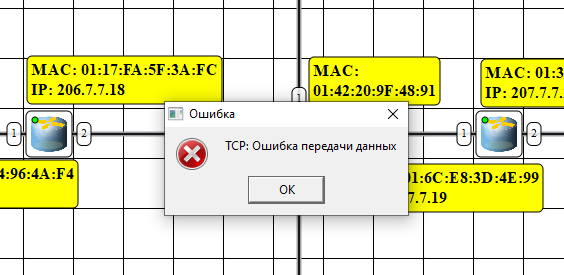 MAC: 01:17:FA:5F:3A:FC
IP: 206.7.7.18
MAC:
01:42:20:9F:48:91
MAC: 01:3
IP: 207.7.7.
1
Ошибка
1
2
TCP: Ошибка передачи данных
1
2
OK
4:96:4A:F4
01:6C:E8:3D:4E:99
7.7.19